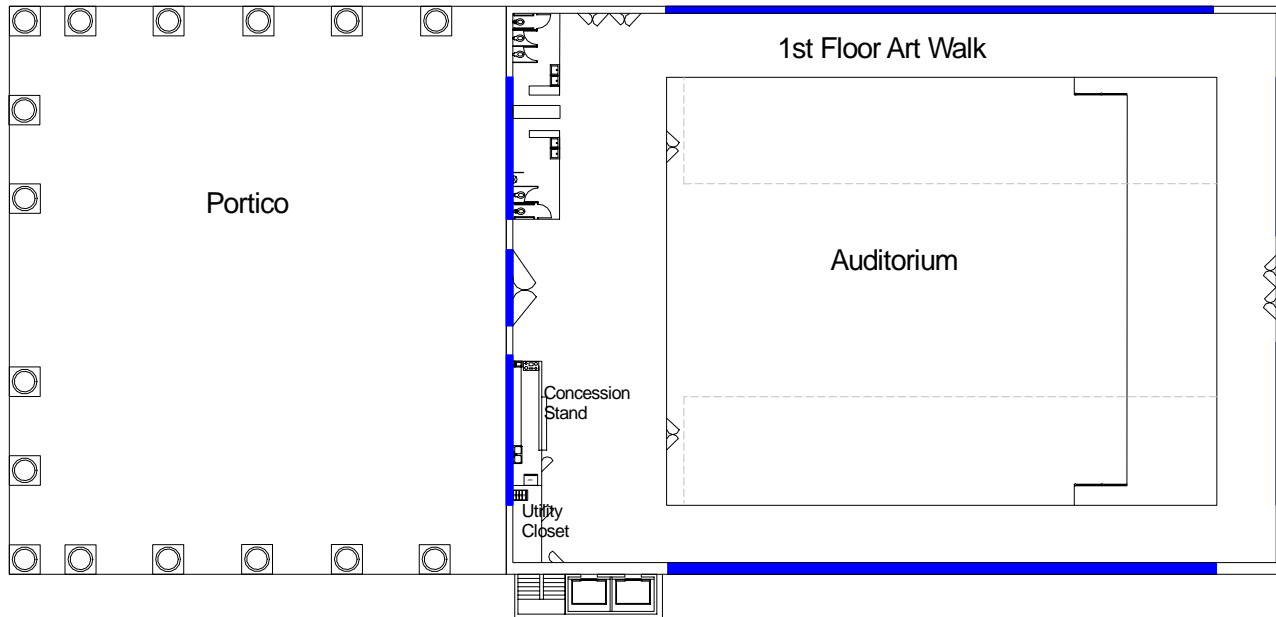 1st Floor Art Walk
Portico
Auditorium
Concession
Stand
Utility
Closet